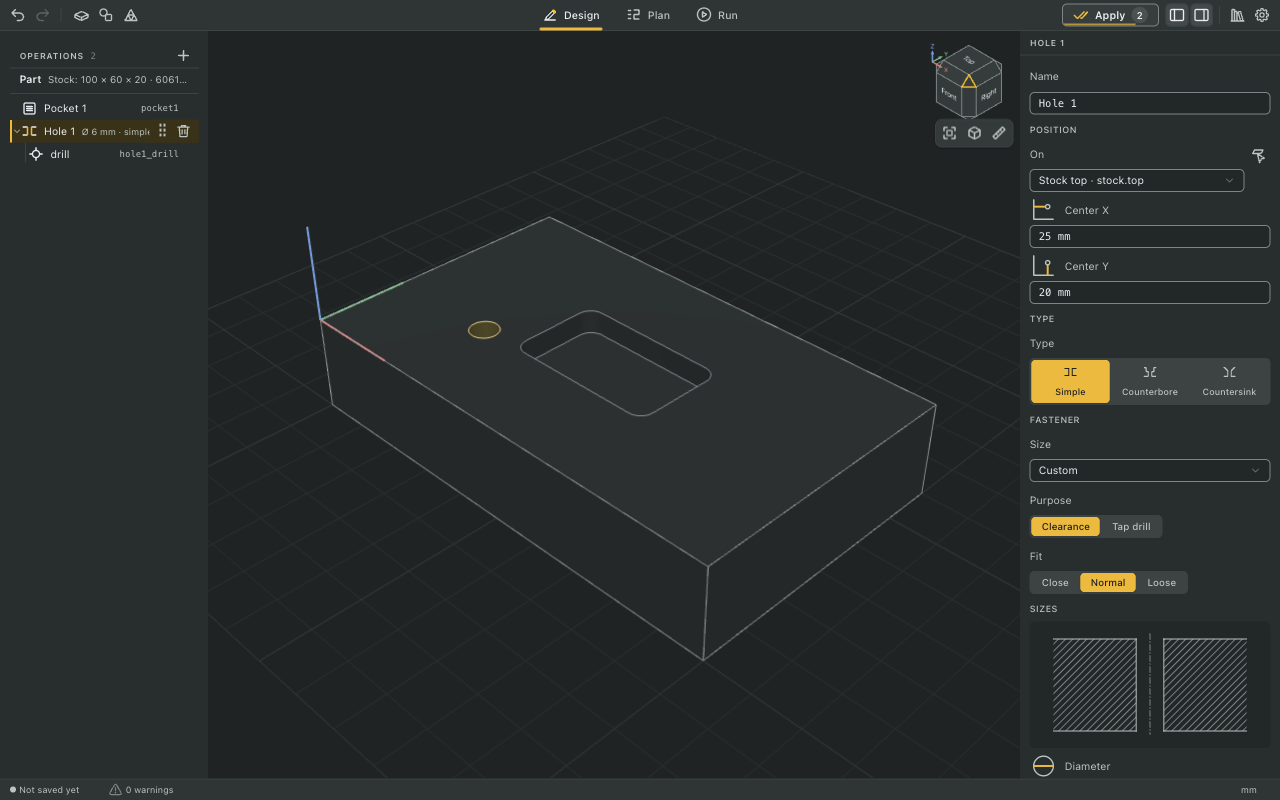 Design
Plan
Run
Apply 2
OPERATIONS 2
Part Stock: 100 × 60 × 20 · 6061...
Pocket 1 pocket1
Hole 1 Ø 6 mm · simple
drill hole1_drill
Z
Y
X
Top
Front
Right
HOLE 1
Name
Hole 1
POSITION
On
Stock top · stock.top
Center X
25 mm
Center Y
20 mm
TYPE
Type
Simple Counterbore Countersink
FASTENER
Size
Custom
Purpose
Clearance Tap drill
Fit
Close Normal Loose
SIZES
Diameter
Not saved yet 0 warnings mm